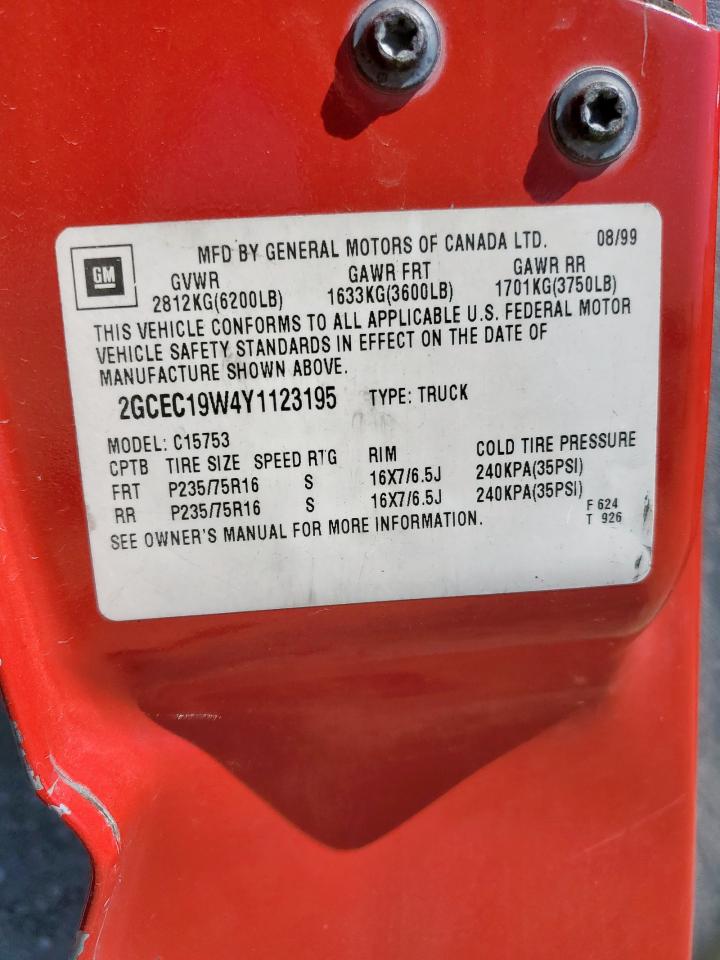 GM
MFD BY GENERAL MOTORS OF CANADA LTD. 08/99
GVWR GAWR FRT GAWR RR
2812KG(6200LB) 1633KG(3600LB) 1701KG(3750LB)
THIS VEHICLE CONFORMS TO ALL APPLICABLE U.S. FEDERAL MOTOR
VEHICLE SAFETY STANDARDS IN EFFECT ON THE DATE OF
MANUFACTURE SHOWN ABOVE.
2GCEC19W4Y1123195 TYPE: TRUCK
MODEL: C15753
CPTB TIRE SIZE SPEED RTG RIM COLD TIRE PRESSURE
FRT P235/75R16 S 16X7/6.5J 240KPA(35PSI)
RR P235/75R16 S 16X7/6.5J 240KPA(35PSI)
SEE OWNER'S MANUAL FOR MORE INFORMATION.
F 624
T 926